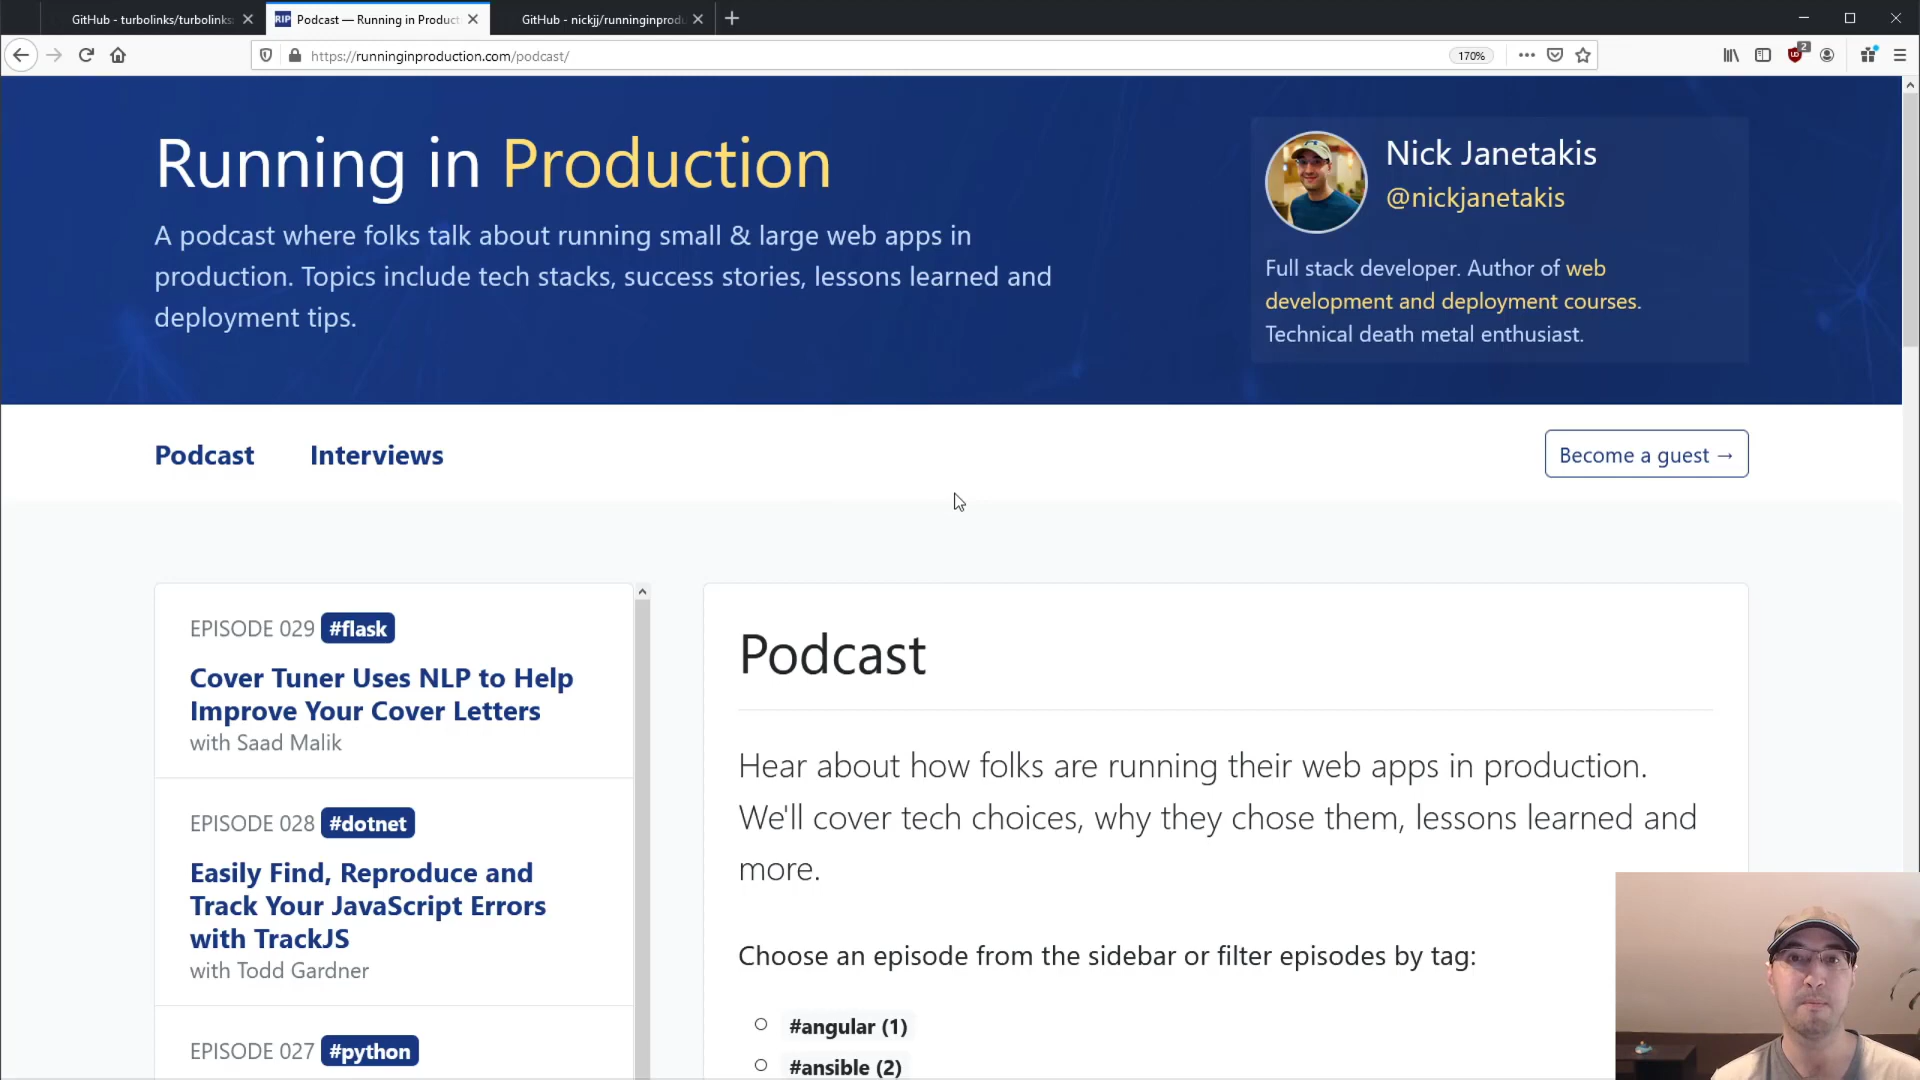 GitHub - turbolinks/turbolinks:
RIP Podcast — Running in Product
GitHub - nickjj/runninginprodu
https://runninginproduction.com/podcast/
170%
2
Running in Production
A podcast where folks talk about running small & large web apps in
production. Topics include tech stacks, success stories, lessons learned and
deployment tips.
Nick Janetakis
@nickjanetakis
Full stack developer. Author of web
development and deployment courses.
Technical death metal enthusiast.
Podcast
Interviews
Become a guest →
EPISODE 029 #flask
Cover Tuner Uses NLP to Help
Improve Your Cover Letters
with Saad Malik
EPISODE 028 #dotnet
Easily Find, Reproduce and
Track Your JavaScript Errors
with TrackJS
with Todd Gardner
EPISODE 027 #python
Podcast
Hear about how folks are running their web apps in production.
We'll cover tech choices, why they chose them, lessons learned and
more.
Choose an episode from the sidebar or filter episodes by tag:
#angular (1)
#ansible (2)